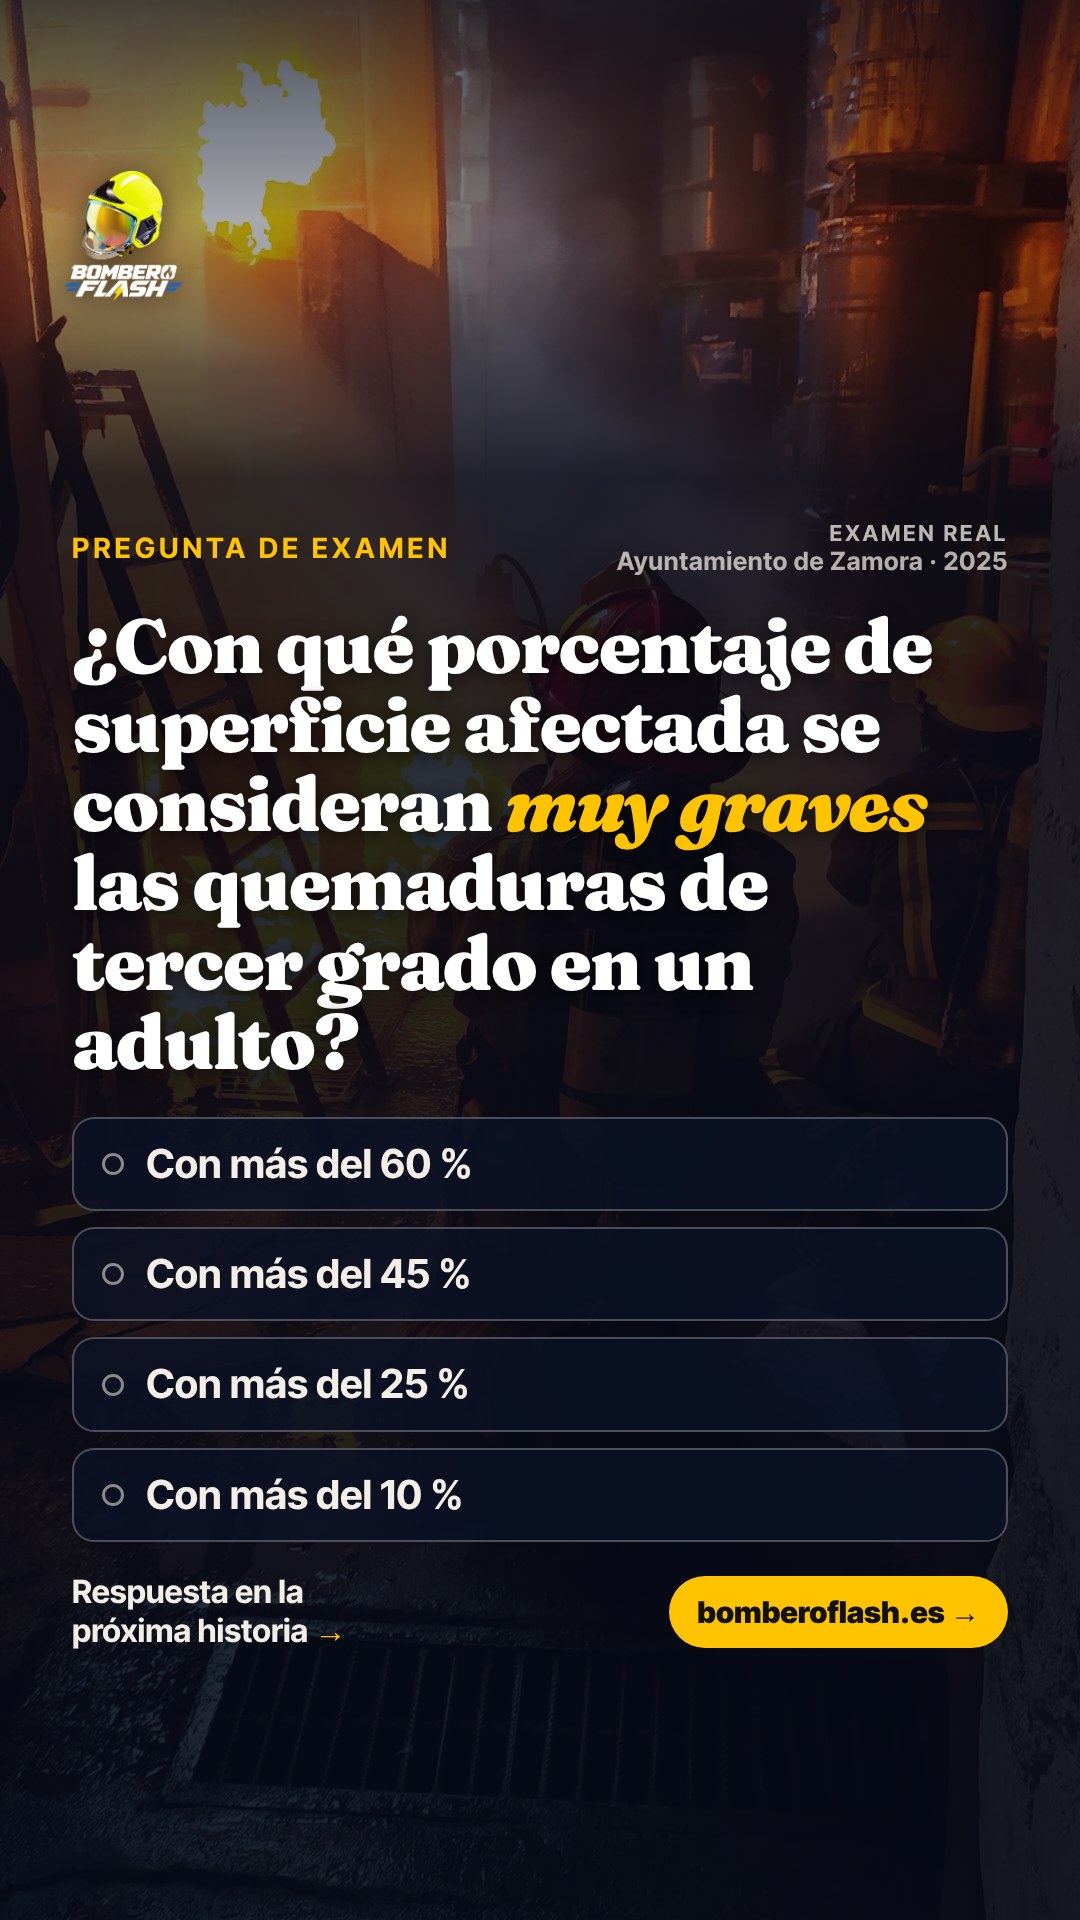 BOMBERO
FLASH
PREGUNTA DE EXAMEN
EXAMEN REAL
Ayuntamiento de Zamora · 2025
¿Con qué porcentaje de
superficie afectada se
consideran muy graves
las quemaduras de
tercer grado en un
adulto?
Con más del 60 %
Con más del 45 %
Con más del 25 %
Con más del 10 %
Respuesta en la
próxima historia →
bomberoflash.es →